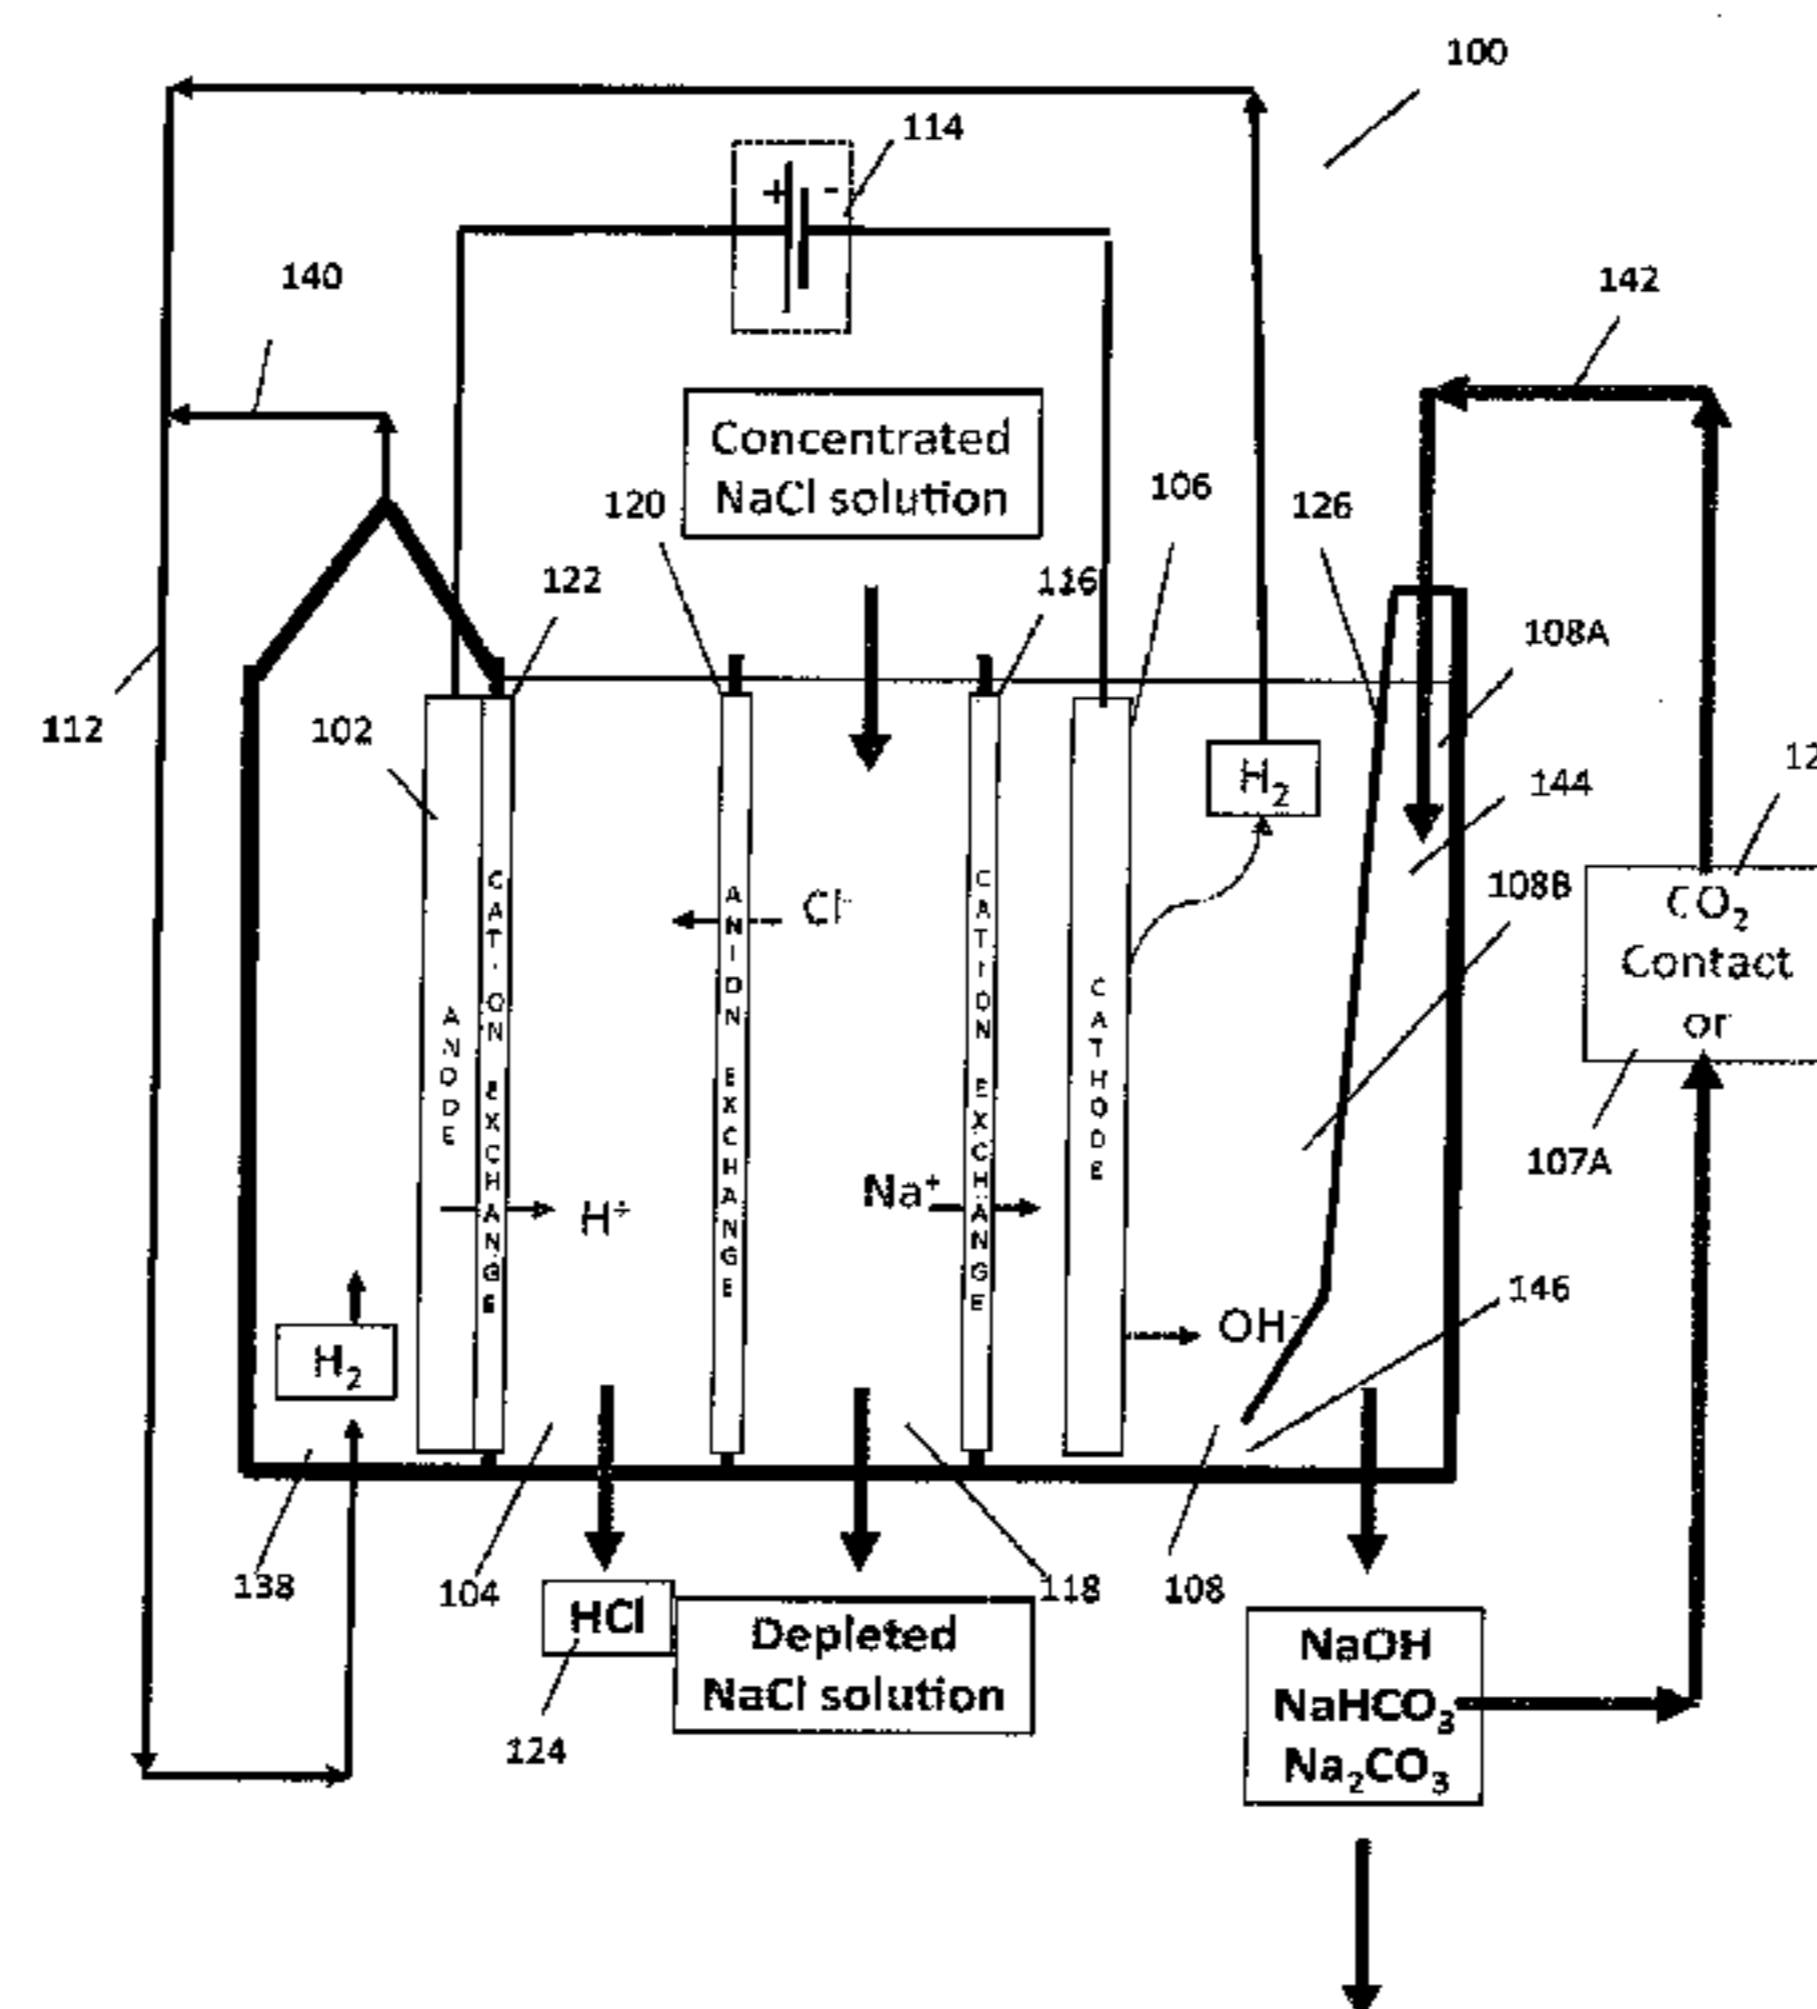 100
114
+ -
140
142
Concentrated
NaCl solution
120
106
126
122
116
108A
112
102
H2
144
12
108B
CO2
Contact
or
Cl-
ANODE
CATION EXCHANGE
ANION EXCHANGE
CATION EXCHANGE
CATHODE
107A
Na+
H+
146
OH-
H2
138
104
118
108
HCl
Depleted
NaCl solution
124
NaOH
NaHCO3
Na2CO3